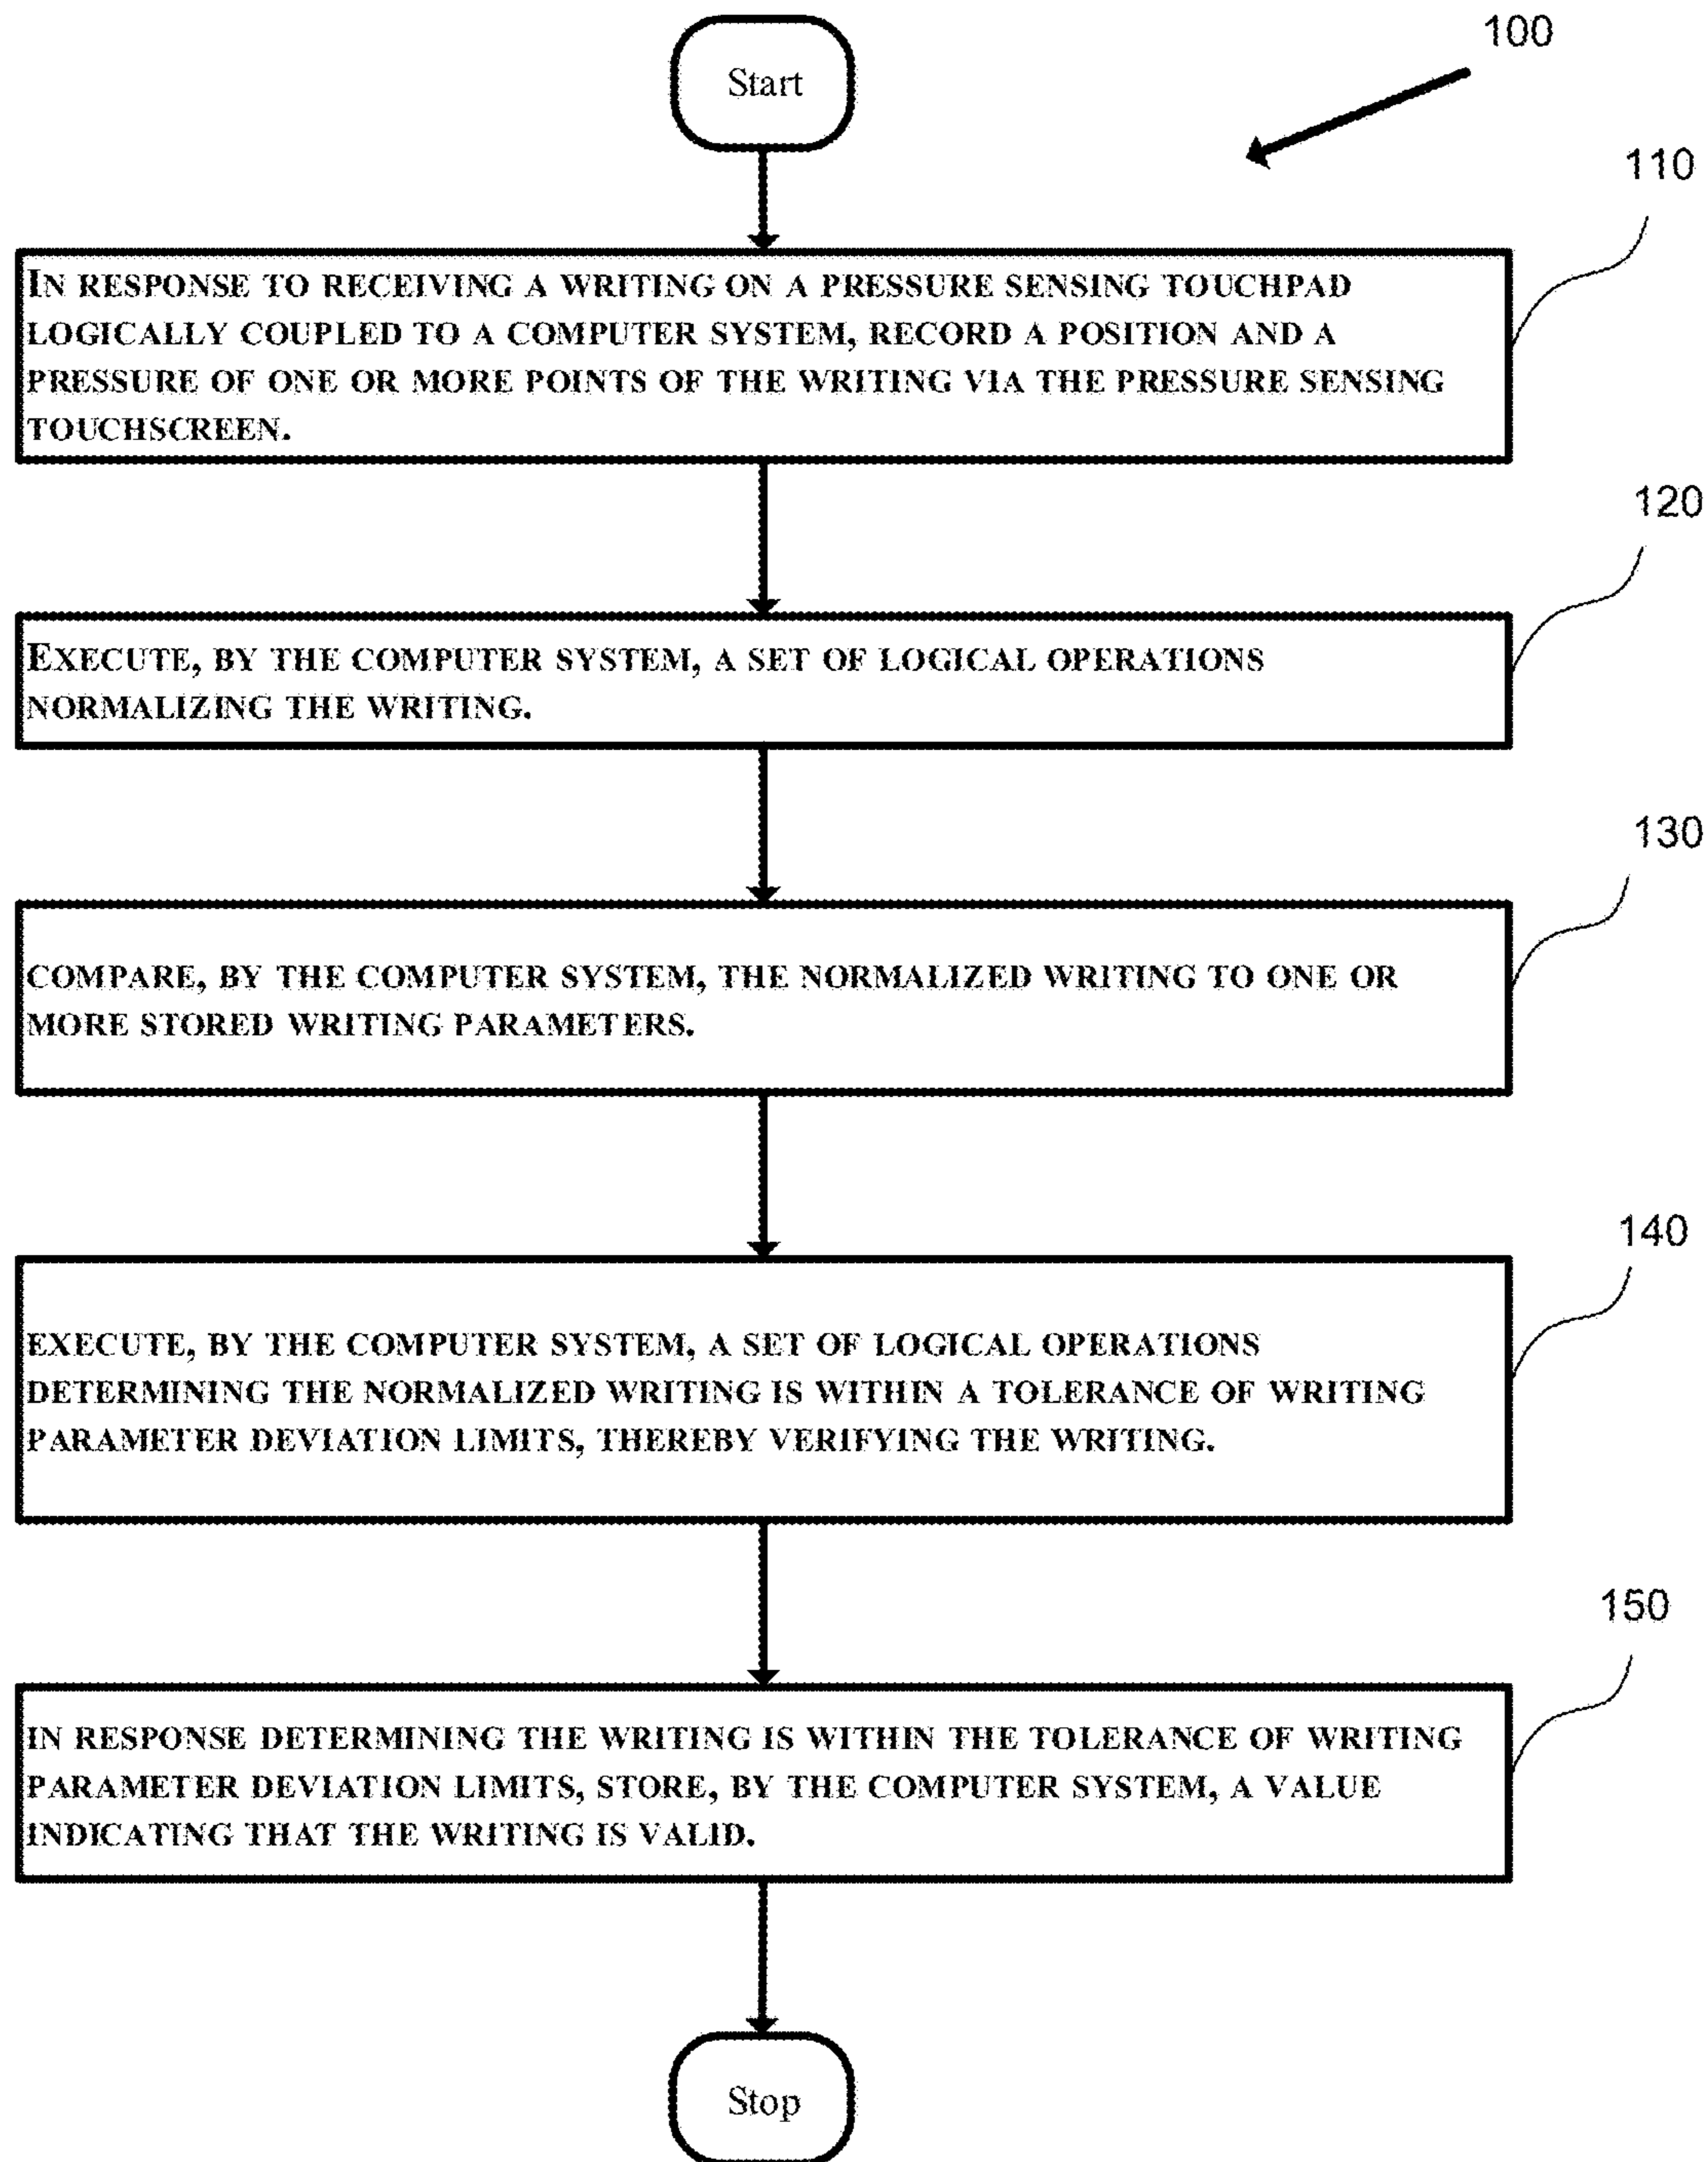 Start
100
110
IN RESPONSE TO RECEIVING A WRITING ON A PRESSURE SENSING TOUCHPAD
LOGICALLY COUPLED TO A COMPUTER SYSTEM, RECORD A POSITION AND A
PRESSURE OF ONE OR MORE POINTS OF THE WRITING VIA THE PRESSURE SENSING
TOUCHSCREEN.
120
EXECUTE, BY THE COMPUTER SYSTEM, A SET OF LOGICAL OPERATIONS
NORMALIZING THE WRITING.
130
COMPARE, BY THE COMPUTER SYSTEM, THE NORMALIZED WRITING TO ONE OR
MORE STORED WRITING PARAMETERS.
140
EXECUTE, BY THE COMPUTER SYSTEM, A SET OF LOGICAL OPERATIONS
DETERMINING THE NORMALIZED WRITING IS WITHIN A TOLERANCE OF WRITING
PARAMETER DEVIATION LIMITS, THEREBY VERIFYING THE WRITING.
150
IN RESPONSE DETERMINING THE WRITING IS WITHIN THE TOLERANCE OF WRITING
PARAMETER DEVIATION LIMITS, STORE, BY THE COMPUTER SYSTEM, A VALUE
INDICATING THAT THE WRITING IS VALID.
Stop